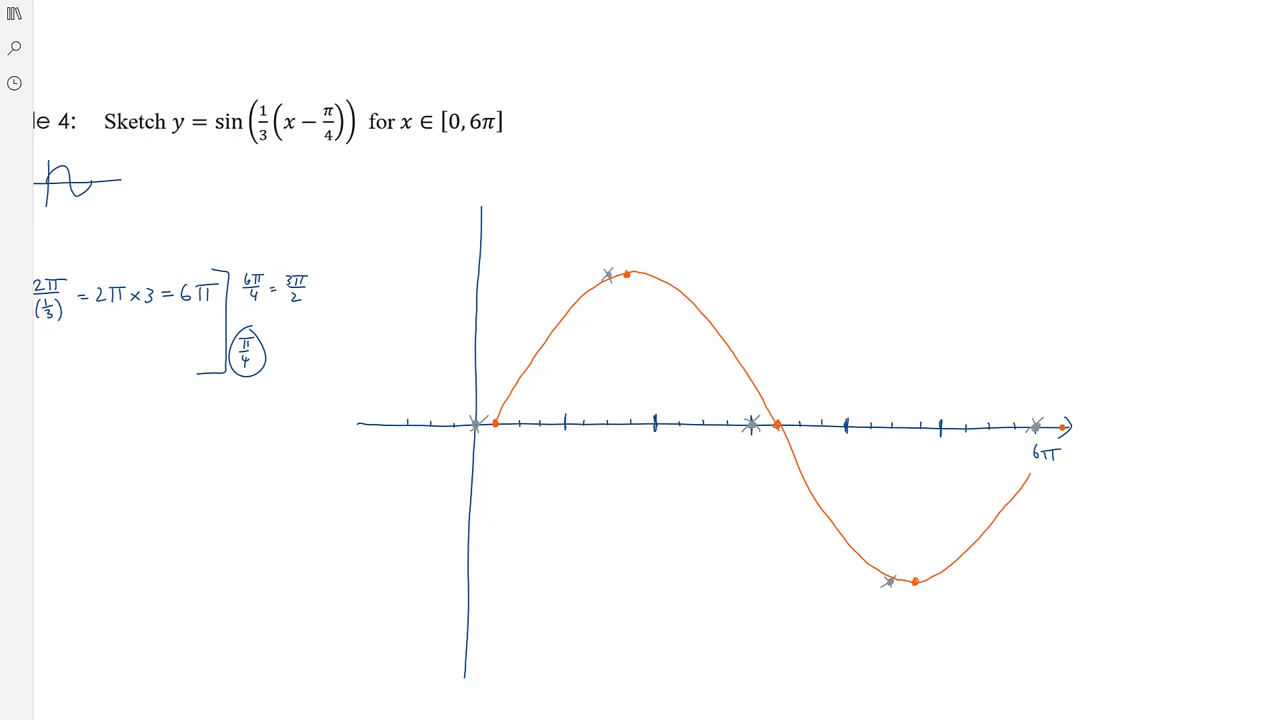 le 4: Sketch y = sin(1/3(x − π/4)) for x ∈ [0, 6π]
2π/(1/3) = 2π × 3 = 6π
6π/4 = 3π/2
π/4
6π